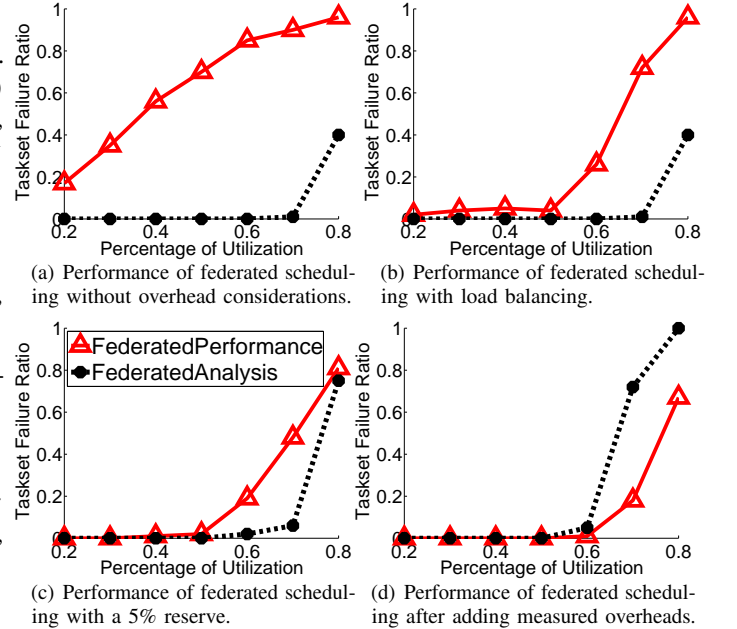 1
0.8
0.6
0.4
0.2
0
Taskset Failure Ratio
0.2 0.4 0.6 0.8
Percentage of Utilization
(a) Performance of federated schedul-
ing without overhead considerations.
1
0.8
0.6
0.4
0.2
0
Taskset Failure Ratio
0.2 0.4 0.6 0.8
Percentage of Utilization
(b) Performance of federated schedul-
ing with load balancing.
1
0.8
0.6
0.4
0.2
0
Taskset Failure Ratio
FederatedPerformance
FederatedAnalysis
0.2 0.4 0.6 0.8
Percentage of Utilization
(c) Performance of federated schedul-
ing with a 5% reserve.
1
0.8
0.6
0.4
0.2
0
Taskset Failure Ratio
0.2 0.4 0.6 0.8
Percentage of Utilization
(d) Performance of federated schedul-
ing after adding measured overheads.